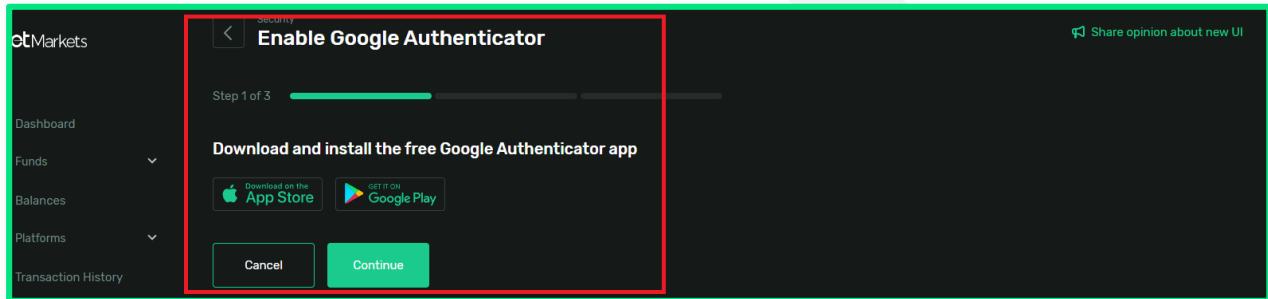 Security
Enable Google Authenticator
Share opinion about new UI
Markets
Step 1 of 3
Dashboard
Download and install the free Google Authenticator app
Funds
Download on the
App Store
GET IT ON
Google Play
Balances
Platforms
Cancel
Continue
Transaction History